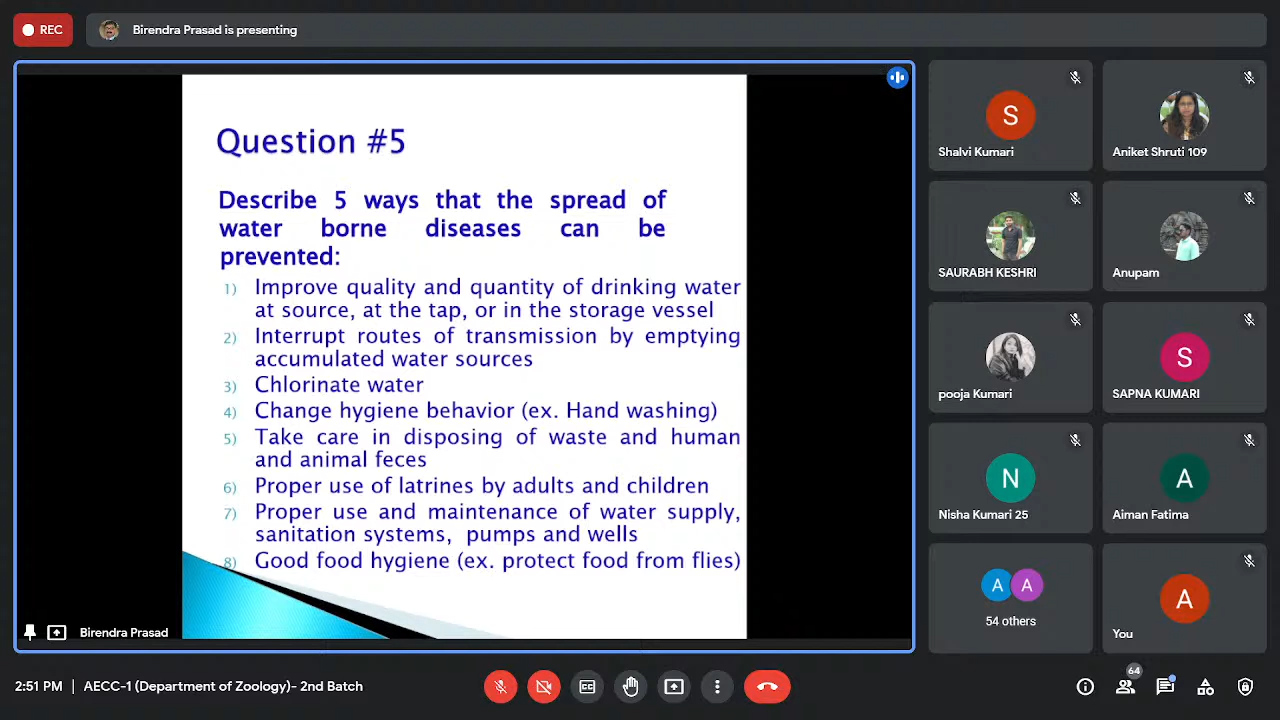 REC
Birendra Prasad is presenting
Question #5
Describe 5 ways that the spread of
water borne diseases can be
prevented:
1) Improve quality and quantity of drinking water
at source, at the tap, or in the storage vessel
2) Interrupt routes of transmission by emptying
accumulated water sources
3) Chlorinate water
4) Change hygiene behavior (ex. Hand washing)
5) Take care in disposing of waste and human
and animal feces
6) Proper use of latrines by adults and children
7) Proper use and maintenance of water supply,
sanitation systems, pumps and wells
8) Good food hygiene (ex. protect food from flies)
Birendra Prasad
S
Shalvi Kumari
Aniket Shruti 109
SAURABH KESHRI
Anupam
pooja Kumari
S
SAPNA KUMARI
N
Nisha Kumari 25
A
Aiman Fatima
A A
54 others
A
You
2:51 PM | AECC-1 (Department of Zoology)- 2nd Batch
64